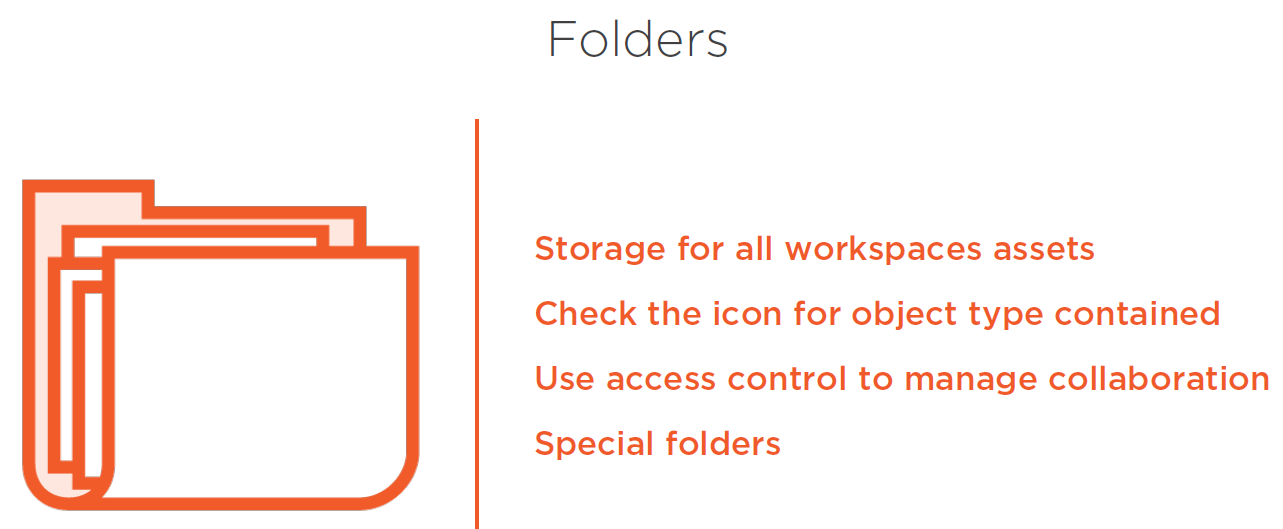 Folders
Storage for all workspaces assets
Check the icon for object type contained
Use access control to manage collaboration
Special folders